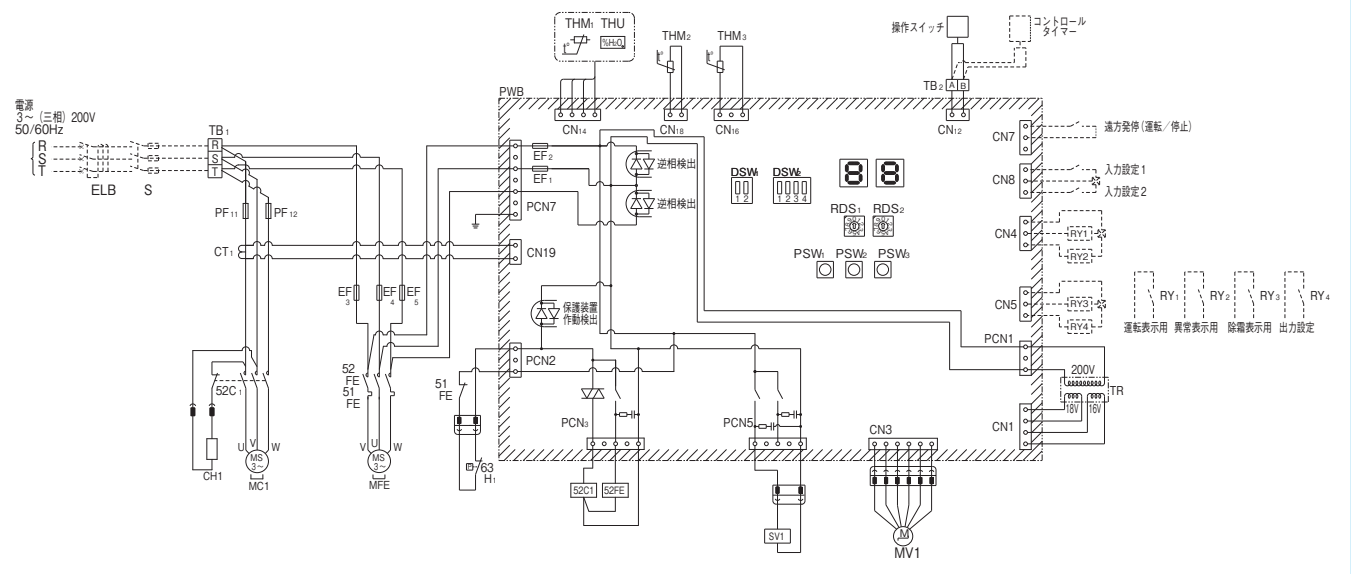 THM1 THU
t° %H2O
THM2
t°
THM3
t°
操作スイッチ
コントロール
タイマー
TB2 A B
PWB
CN14
CN18
CN16
CN12
電源
3～ (三相) 200V
50/60Hz
R
S
T
ELB
S
TB1
R
S
T
PF11
PF12
CT1
EF2
EF1
PCN7
CN19
逆相検出
逆相検出
DSW1
1 2
DSW2
1 2 3 4
8 8
RDS1 RDS2
PSW1 PSW2 PSW3
CN7
遠方発停 (運転／停止)
CN8
入力設定1
入力設定2
CN4
RY1
RY2
CN5
RY3
RY4
RY1
RY2
RY3
RY4
運転表示用 異常表示用 除霜表示用 出力設定
EF3
EF4
EF5
保護装置
作動検出
PCN2
PCN1
200V
TR
18V 16V
CN1
52C1
52
FE
51
FE
51
FE
PCN3
PCN5
CN3
U V W
MS
3～
MC1
CH1
V U W
MS
3～
MFE
P
63
H1
52C1 52FE
SV1
M
MV1